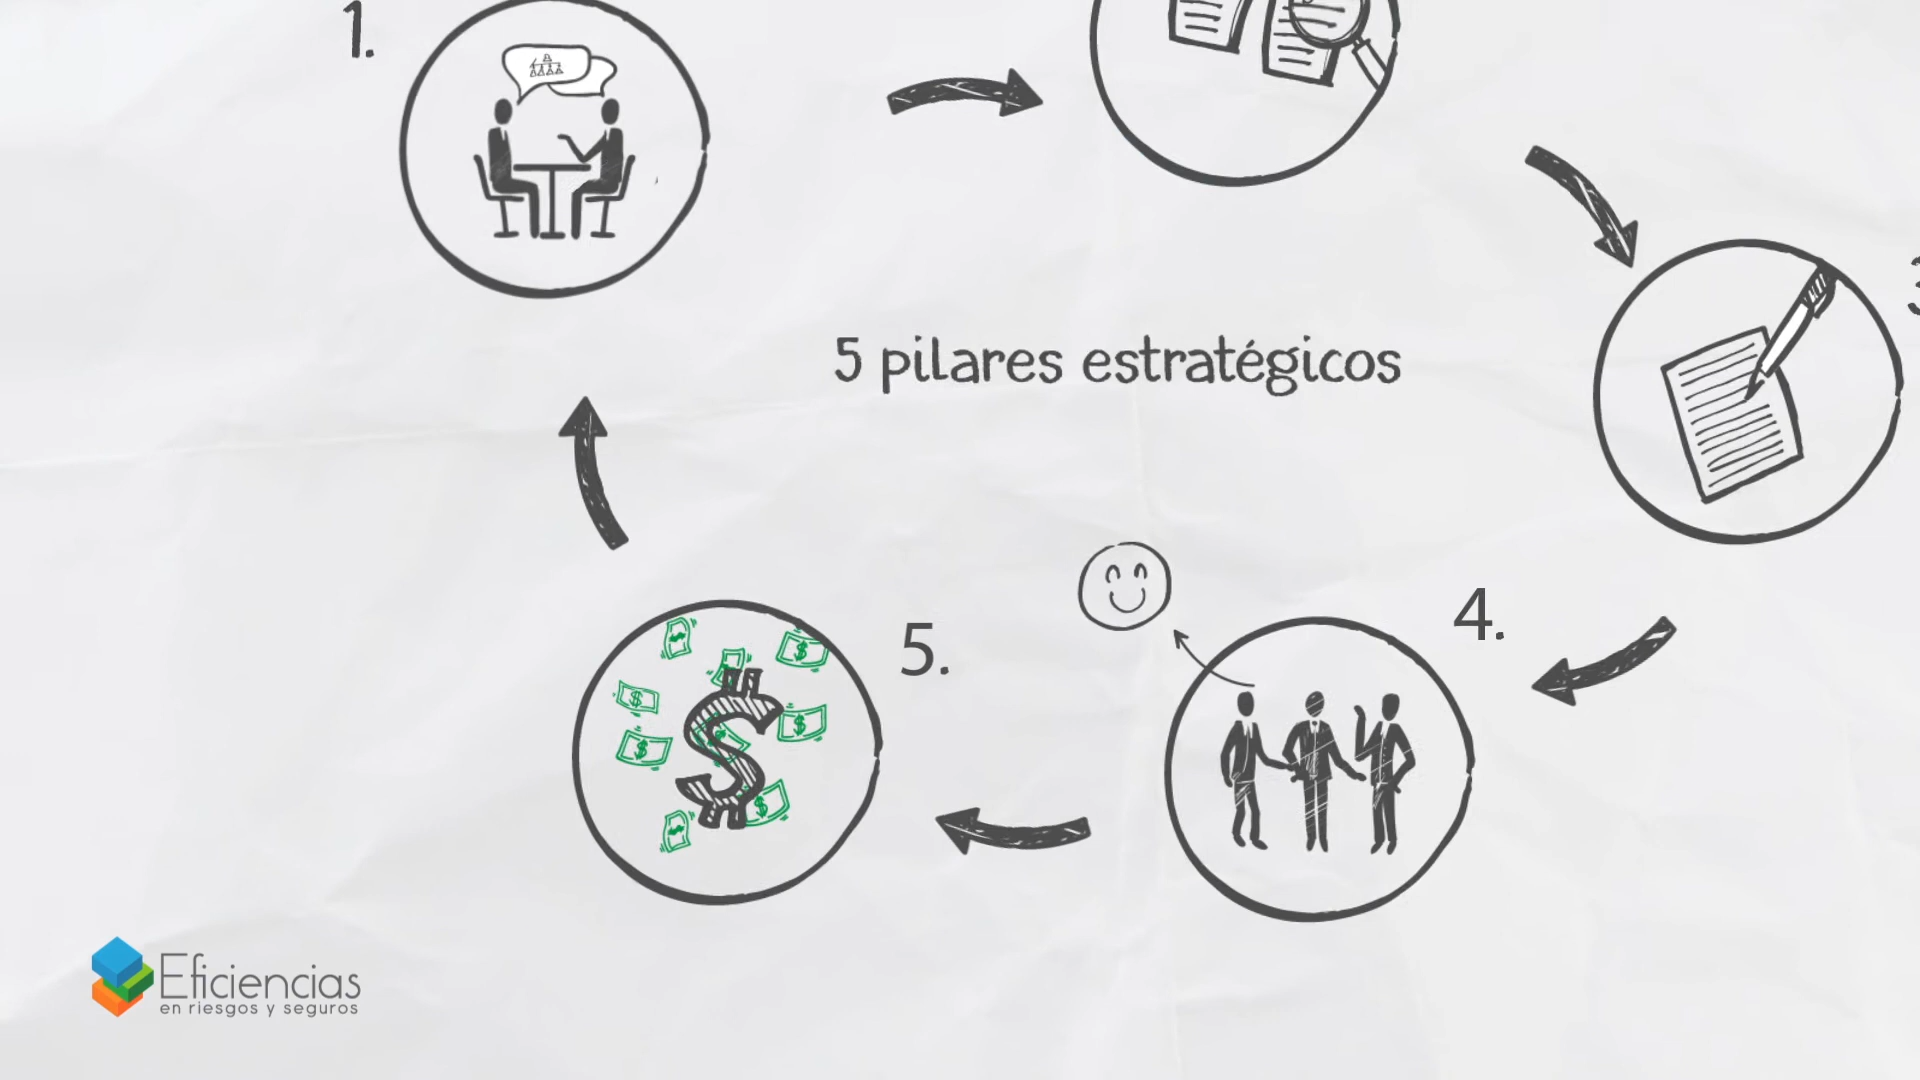 1.
5 pilares estratégicos
4.
5.
Eficiencias
en riesgos y seguros